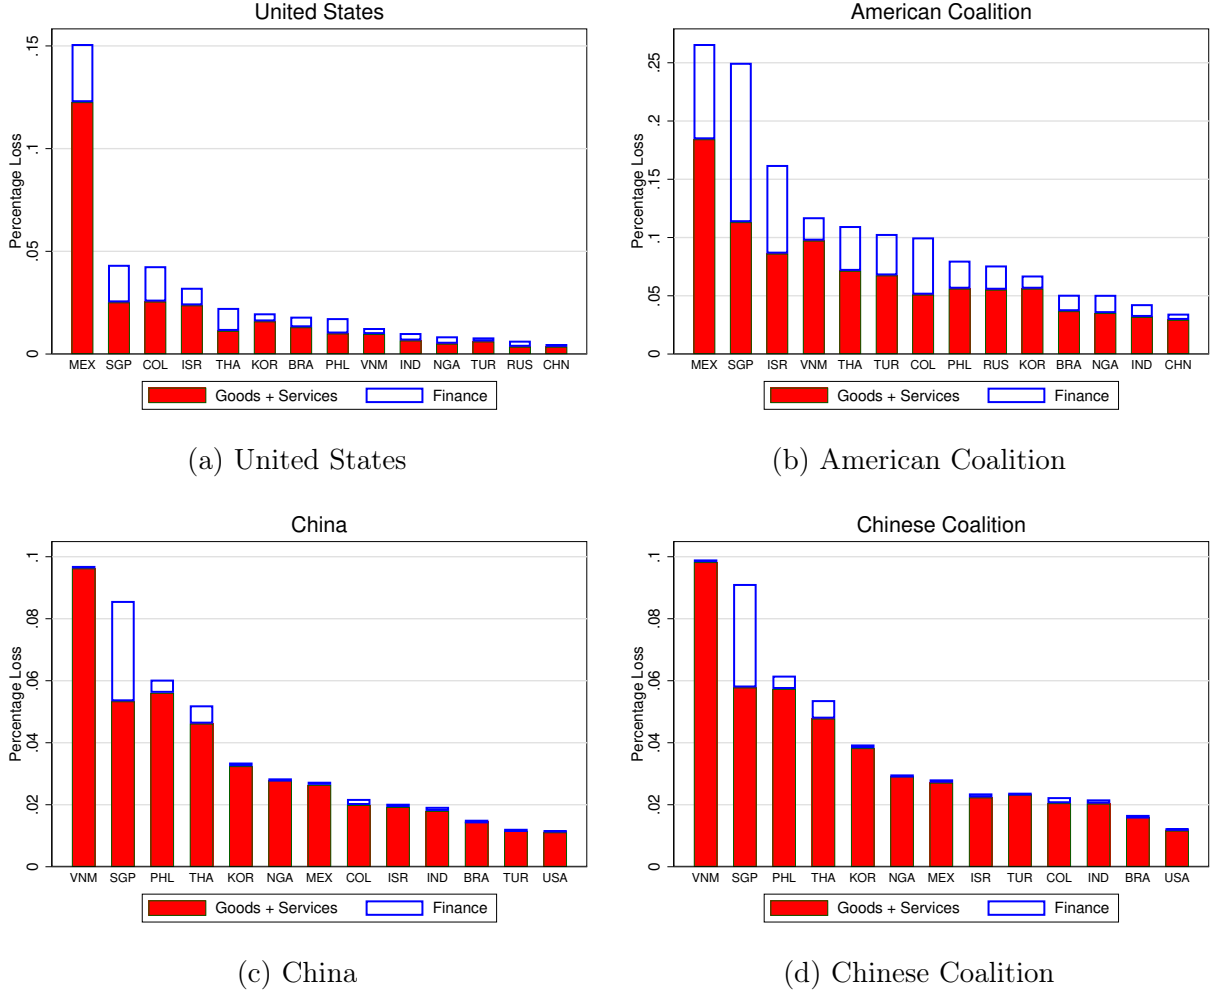 United States
Percentage Loss
.15
.1
.05
0
MEX SGP COL ISR THA KOR BRA PHL VNM IND NGA TUR RUS CHN
Goods + Services Finance
(a) United States
American Coalition
Percentage Loss
.25
.2
.15
.1
.05
0
MEX SGP ISR VNM THA TUR COL PHL RUS KOR BRA NGA IND CHN
Goods + Services Finance
(b) American Coalition
China
Percentage Loss
.1
.08
.06
.04
.02
0
VNM SGP PHL THA KOR NGA MEX COL ISR IND BRA TUR USA
Goods + Services Finance
(c) China
Chinese Coalition
Percentage Loss
.1
.08
.06
.04
.02
0
VNM SGP PHL THA KOR NGA MEX ISR TUR COL IND BRA USA
Goods + Services Finance
(d) Chinese Coalition